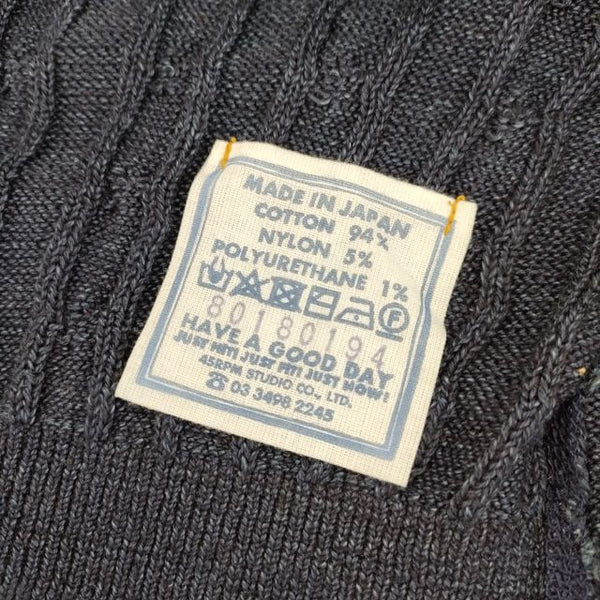 MADE IN JAPAN
COTTON 94%
NYLON 5%
POLYURETHANE 1%
F
80180194
HAVE A GOOD DAY
JUST HIT! JUST FIT! JUST NOW!
45RPM STUDIO CO., LTD.
☎ 03 3498 2245